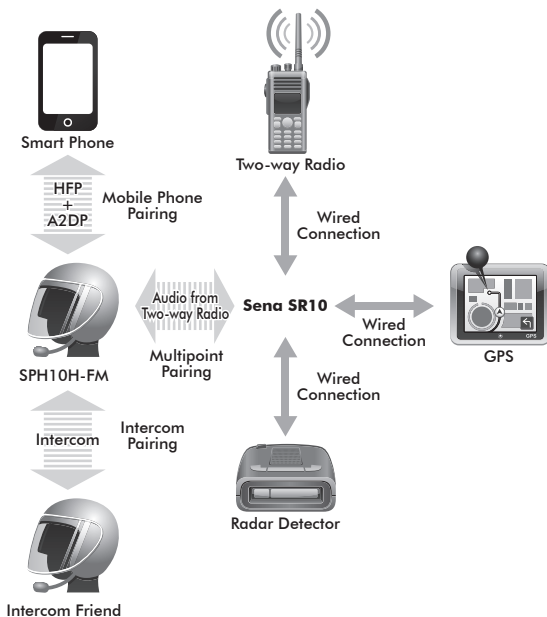 Smart Phone
Two-way Radio
HFP
+
A2DP
Mobile Phone
Pairing
Wired
Connection
Audio from
Two-way Radio
Sena SR10
Wired
Connection
GPS
GPS
SPH10H-FM
Multipoint
Pairing
Wired
Connection
Intercom
Intercom
Pairing
Radar Detector
Intercom Friend